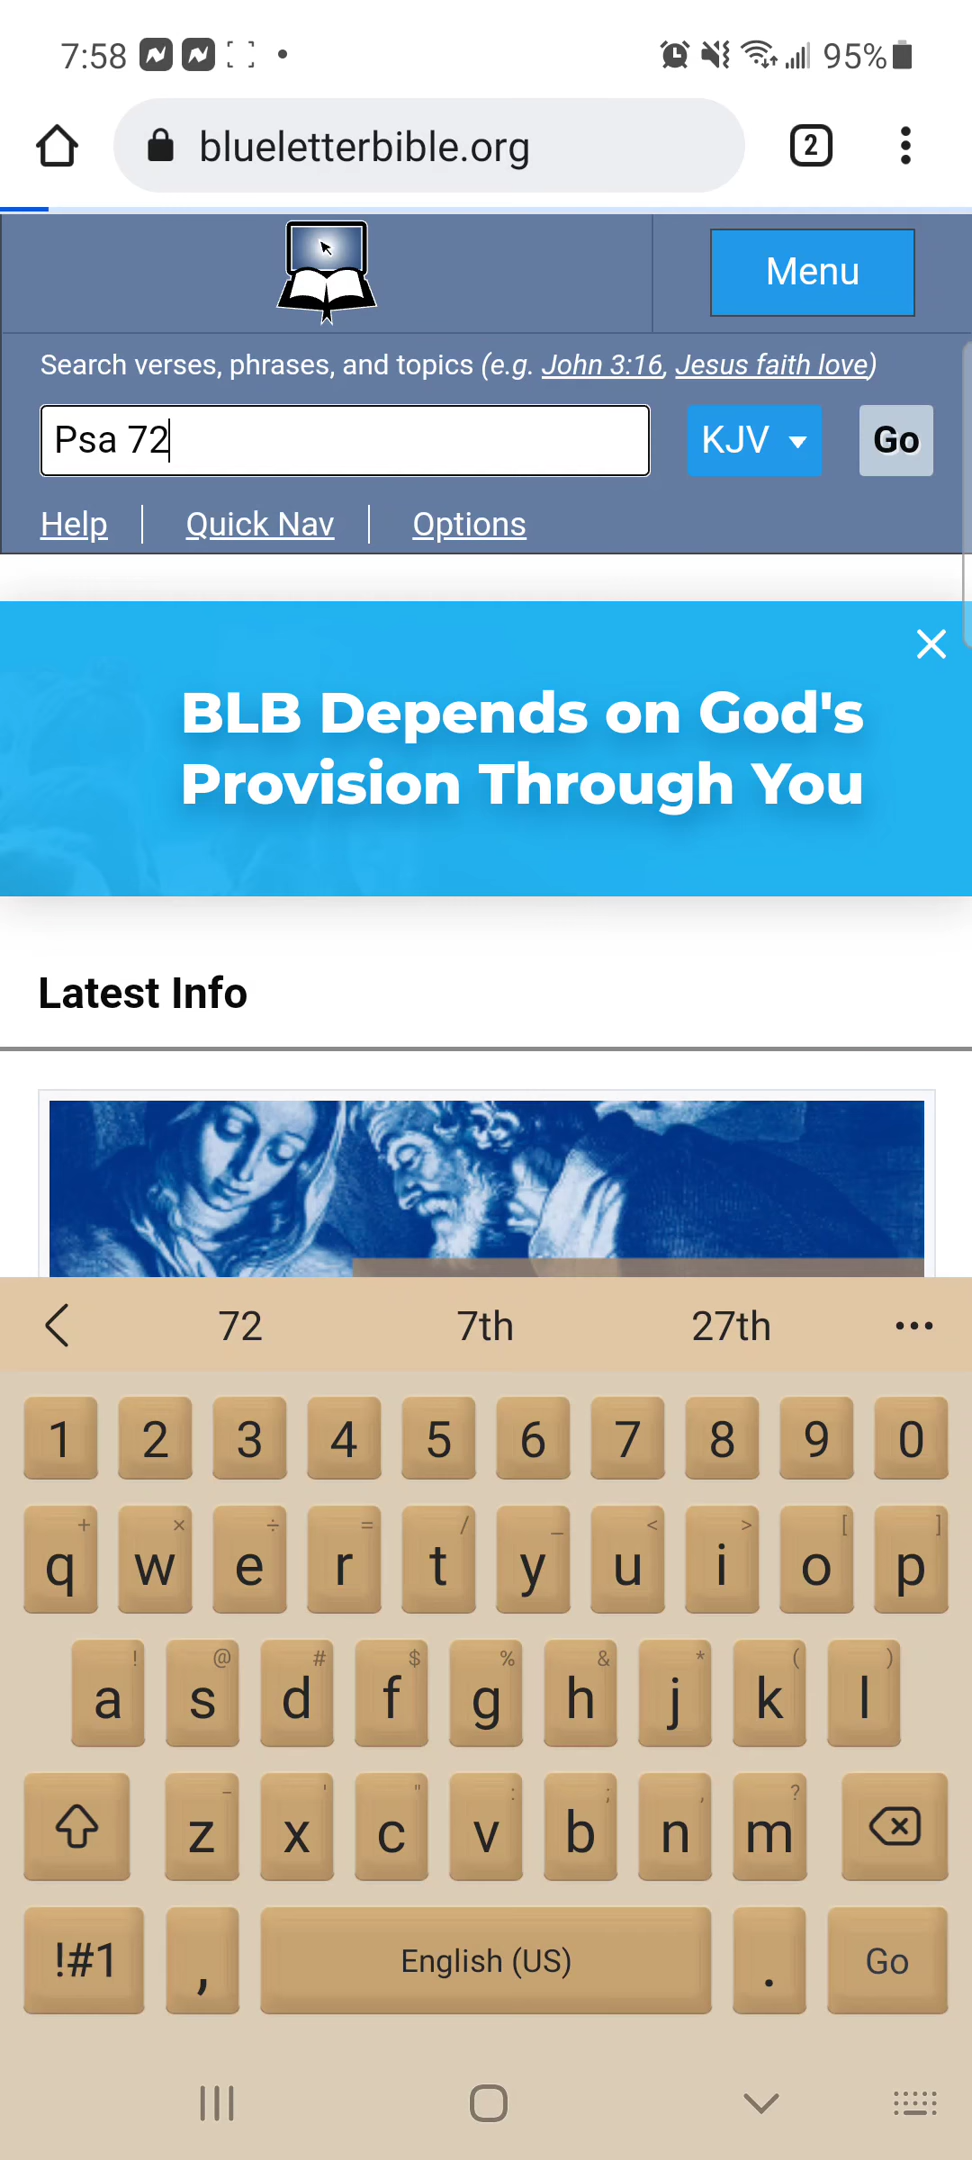 7:58 95%
blueletterbible.org 2
Menu
Search verses, phrases, and topics (e.g. John 3:16, Jesus faith love)
Psa 72 KJV Go
Help Quick Nav Options
BLB Depends on God's
Provision Through You
Latest Info
72 7th 27th ...
1 2 3 4 5 6 7 8 9 0
+ × ÷ = / _ < > [ ]
q w e r t y u i o p
! @ # $ % & * ( )
a s d f g h j k l
- ' " : ; , ?
z x c v b n m
!#1 , English (US) . Go